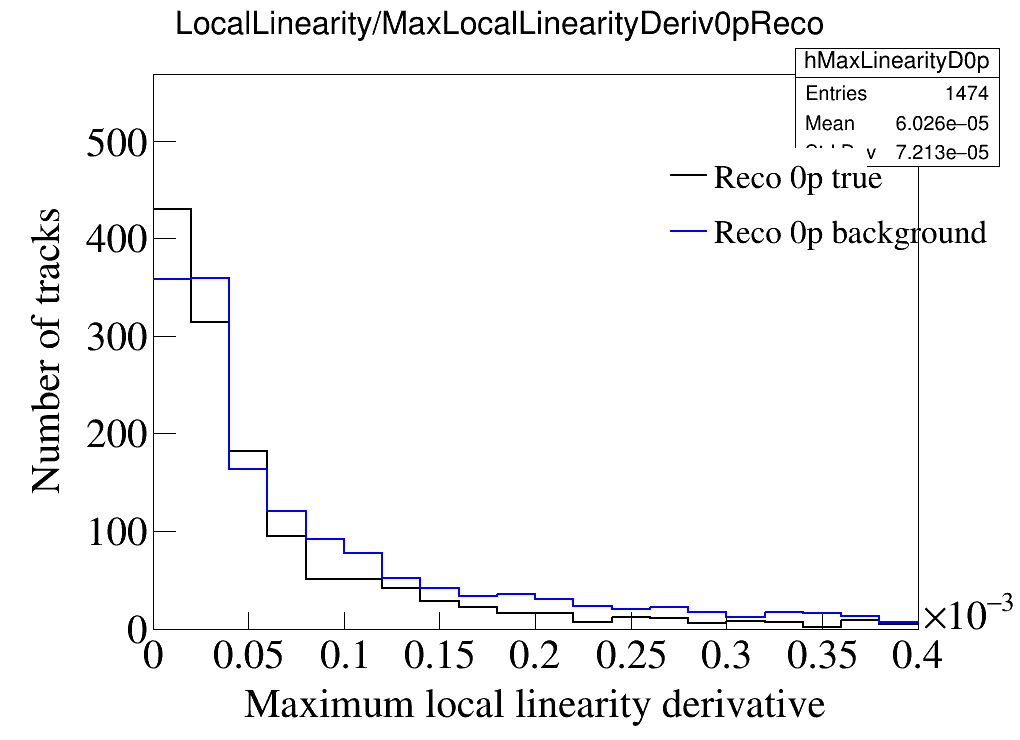 LocalLinearity/MaxLocalLinearityDeriv0pReco
hMaxLinearityD0p
Entries 1474
Mean 6.026e−05
7.213e−05
Reco 0p true
Reco 0p background
Number of tracks
500
400
300
200
100
0
0 0.05 0.1 0.15 0.2 0.25 0.3 0.35 0.4
×10−3
Maximum local linearity derivative